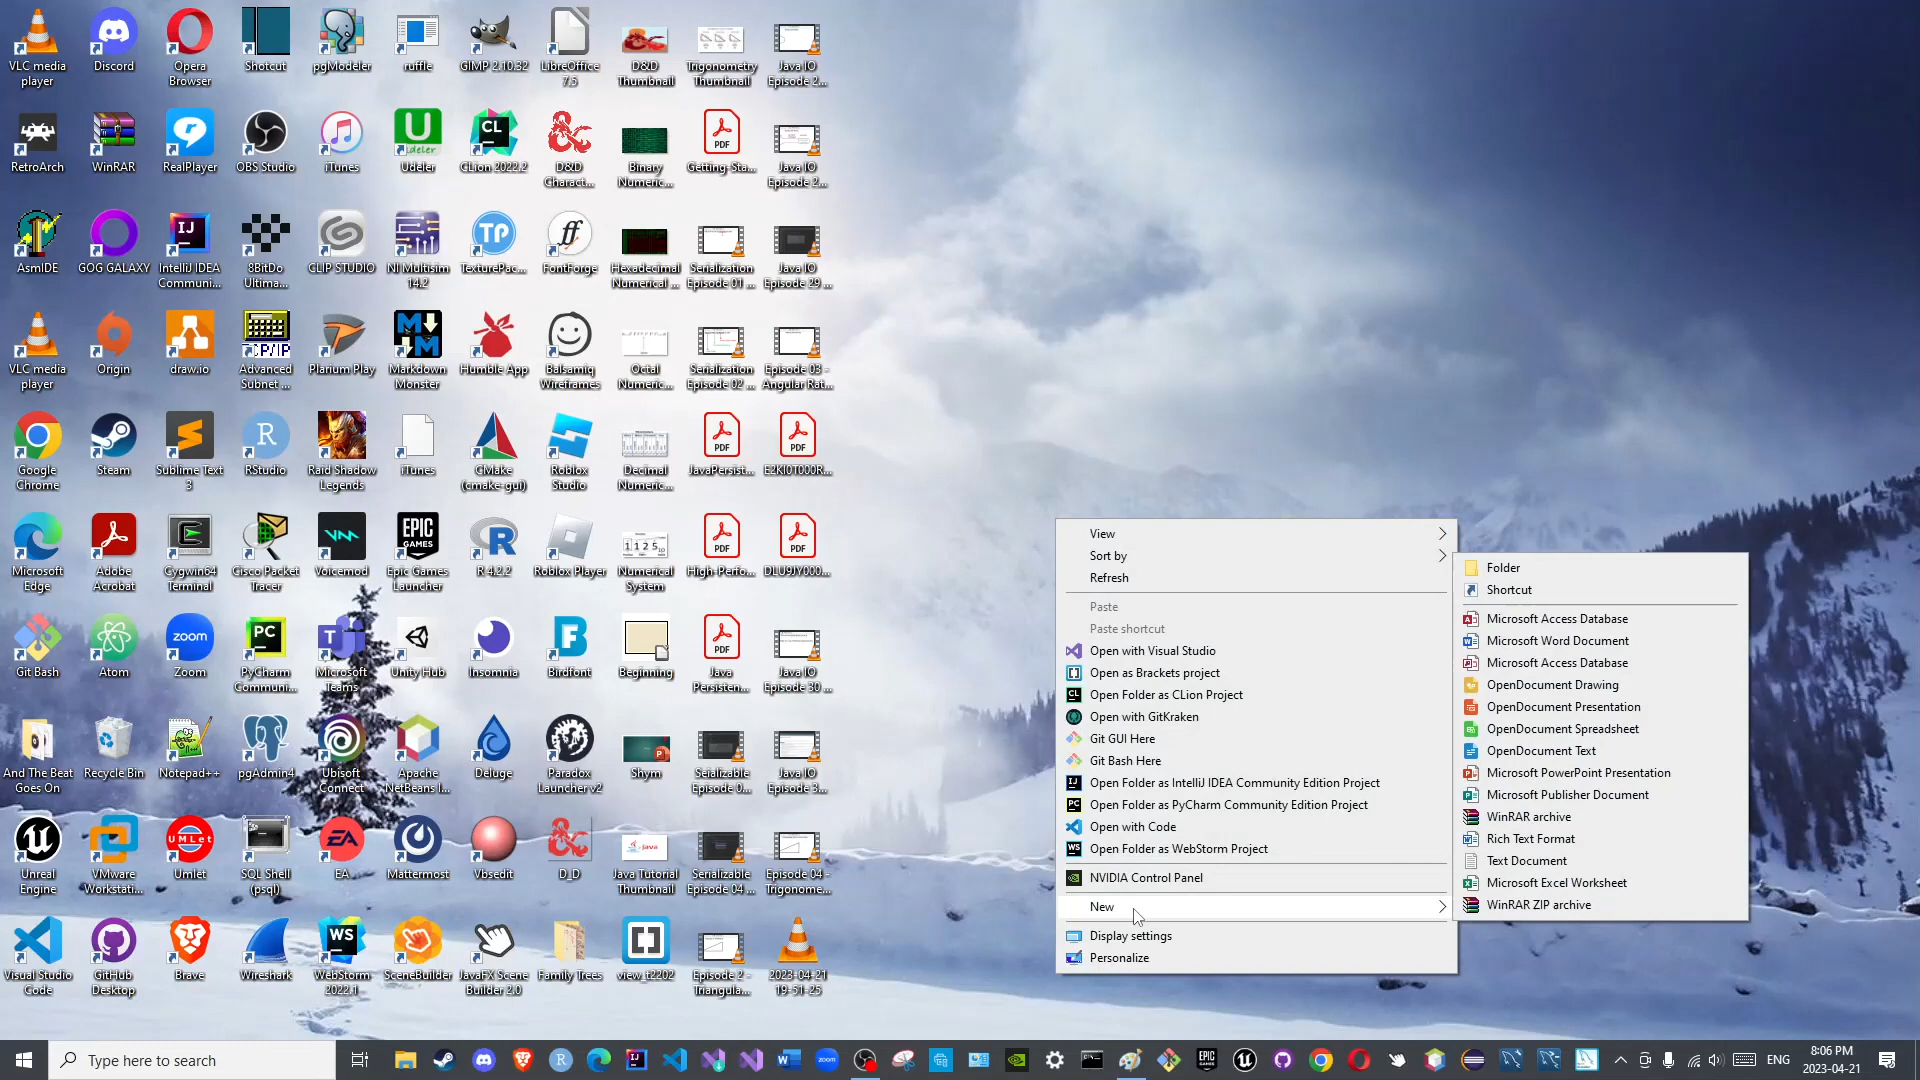 VLC media
player
Discord
Opera
Browser
Shotcut
pgModeler
ruffle
GIMP 2.10.32
LibreOffice
7.5
D&D
Thumbnail
Trigonometry
Thumbnail
Java IO
Episode 2...
RetroArch
WinRAR
RealPlayer
OBS Studio
iTunes
Udeler
CLion 2022.2
D&D
Charact...
Binary
Numeric...
Getting-Sta...
Java IO
Episode 2...
AsmIDE
GOG GALAXY
IntelliJ IDEA
Communi...
8BitDo
Ultima...
CLIP STUDIO
NI Multisim
14.2
TexturePac...
FontForge
Hexadecimal
Numerical ...
Serialization
Episode 01 ...
Java IO
Episode 29 ...
VLC media
player
Origin
draw.io
Advanced
Subnet ...
Plarium Play
Markdown
Monster
Humble App
Balsamiq
Wireframes
Octal
Numeric...
Serialization
Episode 02 ...
Episode 03 -
Angular Rat...
Google
Chrome
Steam
Sublime Text
3
RStudio
Raid Shadow
Legends
iTunes
CMake
(cmake-gui)
Roblox
Studio
Decimal
Numeric...
JavaPersist...
E2KI0T000R...
Microsoft
Edge
Adobe
Acrobat
Cygwin64
Terminal
Cisco Packet
Tracer
Voicemod
Epic Games
Launcher
R 4.2.2
Roblox Player
Numerical
System
High-Perfo...
DLU9JY000...
Git Bash
Atom
Zoom
PyCharm
Communi...
Microsoft
Teams
Unity Hub
Insomnia
Birdfont
Beginning
Java
Persisten...
Java IO
Episode 30 ...
And The Beat
Goes On
Recycle Bin
Notepad++
pgAdmin4
Ubisoft
Connect
Apache
NetBeans I...
Deluge
Paradox
Launcher v2
Shym
Seializable
Episode 0...
Java IO
Episode 3...
Unreal
Engine
VMware
Workstati...
Umlet
SQL Shell
(psql)
EA
Mattermost
Vbsedit
D_D
Java Tutorial
Thumbnail
Serializable
Episode 04 ...
Episode 04 -
Trigonome...
Visual Studio
Code
GitHub
Desktop
Brave
Wireshark
WebStorm
2022.1
SceneBuilder
JavaFX Scene
Builder 2.0
Family Trees
view_t2202
Episode 2 -
Triangula...
2023-04-21
19-51-25
View
Sort by
Refresh
Paste
Paste shortcut
Open with Visual Studio
Open as Brackets project
Open Folder as CLion Project
Open with GitKraken
Git GUI Here
Git Bash Here
Open Folder as IntelliJ IDEA Community Edition Project
Open Folder as PyCharm Community Edition Project
Open with Code
Open Folder as WebStorm Project
NVIDIA Control Panel
New
Display settings
Personalize
Folder
Shortcut
Microsoft Access Database
Microsoft Word Document
Microsoft Access Database
OpenDocument Drawing
OpenDocument Presentation
OpenDocument Spreadsheet
OpenDocument Text
Microsoft PowerPoint Presentation
Microsoft Publisher Document
WinRAR archive
Rich Text Format
Text Document
Microsoft Excel Worksheet
WinRAR ZIP archive
Type here to search
ENG
8:06 PM
2023-04-21